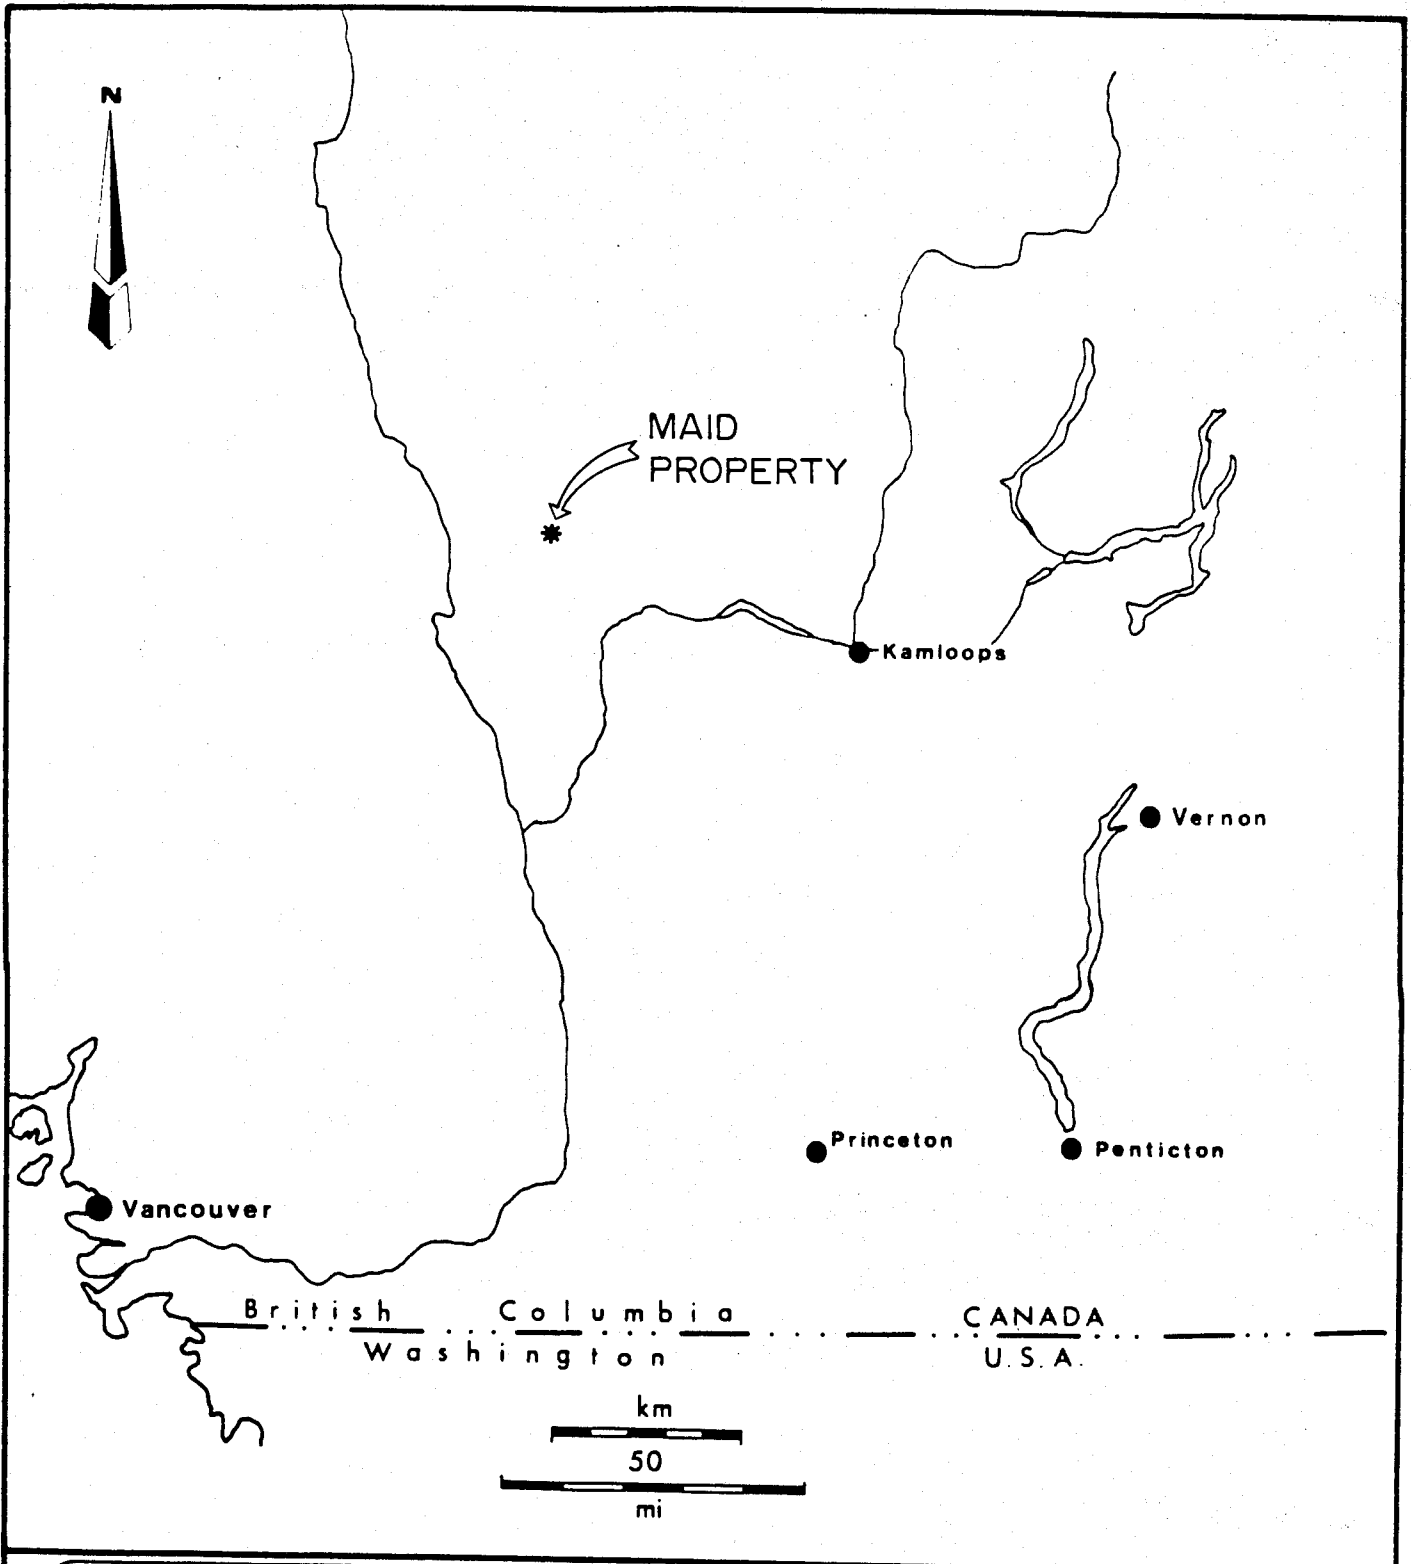 N
MAID
PROPERTY
Kamloops
Vernon
Princeton
Penticton
Vancouver
British Columbia
CANADA
Washington
U.S.A.
km
50
mi